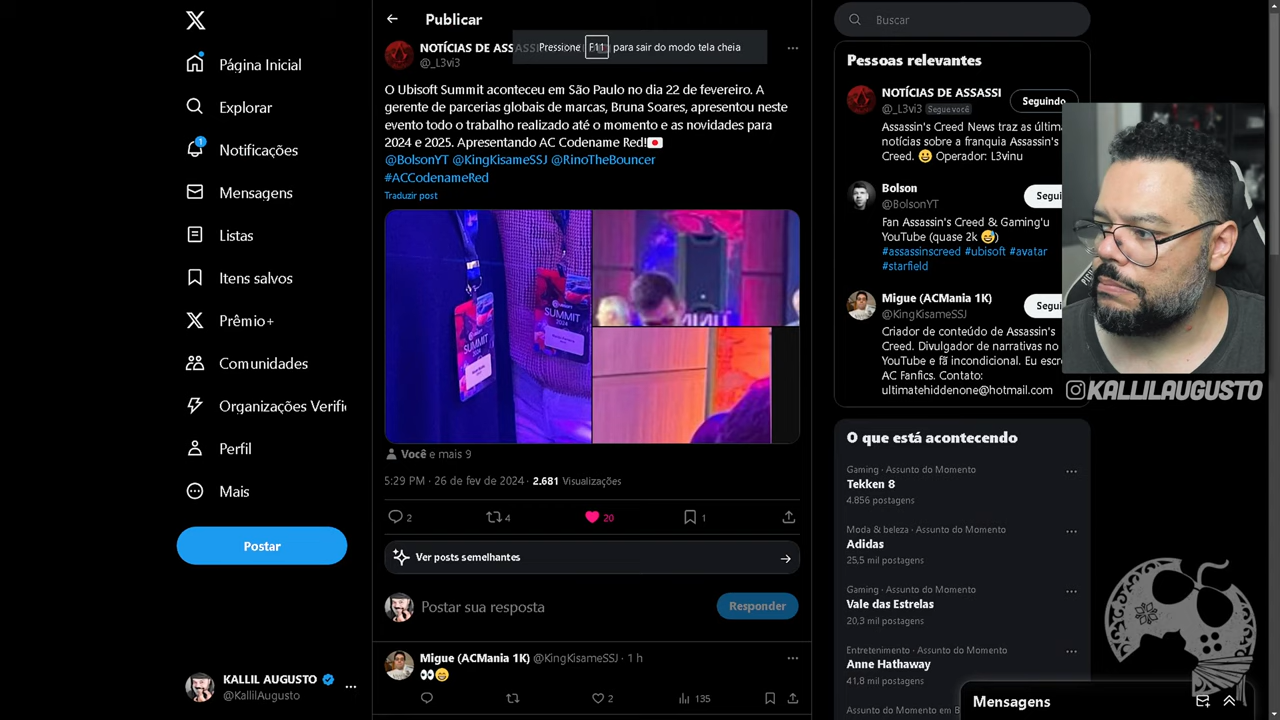 Página Inicial
Explorar
1
Notificações
Mensagens
Listas
Itens salvos
Prêmio+
Comunidades
Organizações Verifi
Perfil
Mais
Postar
KALLIL AUGUSTO
@KallilAugusto
Publicar
NOTÍCIAS DE ASS
@_L3vi3
Pressione F11 para sair do modo tela cheia
O Ubisoft Summit aconteceu em São Paulo no dia 22 de fevereiro. A
gerente de parcerias globais de marcas, Bruna Soares, apresentou neste
evento todo o trabalho realizado até o momento e as novidades para
2024 e 2025. Apresentando AC Codename Red!🇯🇵
@BolsonYT @KingKisameSSJ @RinoTheBouncer
#ACCodenameRed
Traduzir post
SUMMIT
2024
SUMMIT
2024
Você e mais 9
5:29 PM · 26 de fev de 2024 · 2.681 Visualizações
2
4
20
1
Ver posts semelhantes
Postar sua resposta
Responder
Migue (ACMania 1K) @KingKisameSSJ · 1 h
👀😁
2
135
Buscar
Pessoas relevantes
NOTÍCIAS DE ASSASSI
@_L3vi3 Segue você
Seguindo
Assassin's Creed News traz as últim
notícias sobre a franquia Assassin's
Creed. 😀 Operador: L3vinu
Bolson
@BolsonYT
Segui
Fan Assassin's Creed & Gaming'u
YouTube (quase 2k 😅)
#assassinscreed #ubisoft #avatar
#starfield
Migue (ACMania 1K)
@KingKisameSSJ
Segui
Criador de conteúdo de Assassin's
Creed. Divulgador de narrativas no
YouTube e fã incondicional. Eu escre
AC Fanfics. Contato:
ultimatehiddenone@hotmail.com
KALLILAUGUSTO
O que está acontecendo
Gaming · Assunto do Momento
Tekken 8
4.856 postagens
Moda & beleza · Assunto do Momento
Adidas
25,5 mil postagens
Gaming · Assunto do Momento
Vale das Estrelas
20,3 mil postagens
Entretenimento · Assunto do Momento
Anne Hathaway
41,8 mil postagens
Assunto do Momento em B
Mensagens